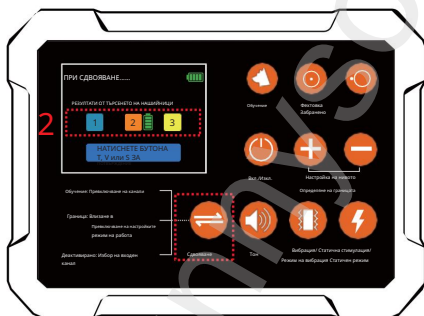 ПРИ СДВОЯВАНЕ......
РЕЗУЛТАТИ ОТ ТЪРСЕНЕТО НА НАШИЙНИЦИ
2
1 2 3
НАТИСНЕТЕ БУТОНА
T, V или S ЗА
Обучение
Фехтовка
Забранено
Вкл./Изкл.
Настройка на нивото
Определяне на границата
Обучение: Превключване на канали
Граници: Влизане в
Превключване на настройките
режим на работа
Деактивирано: Избор на входен
канал
Сдвояване
Тон
Вибрация/ Статична стимулация/
Режим на вибрация Статичен режим